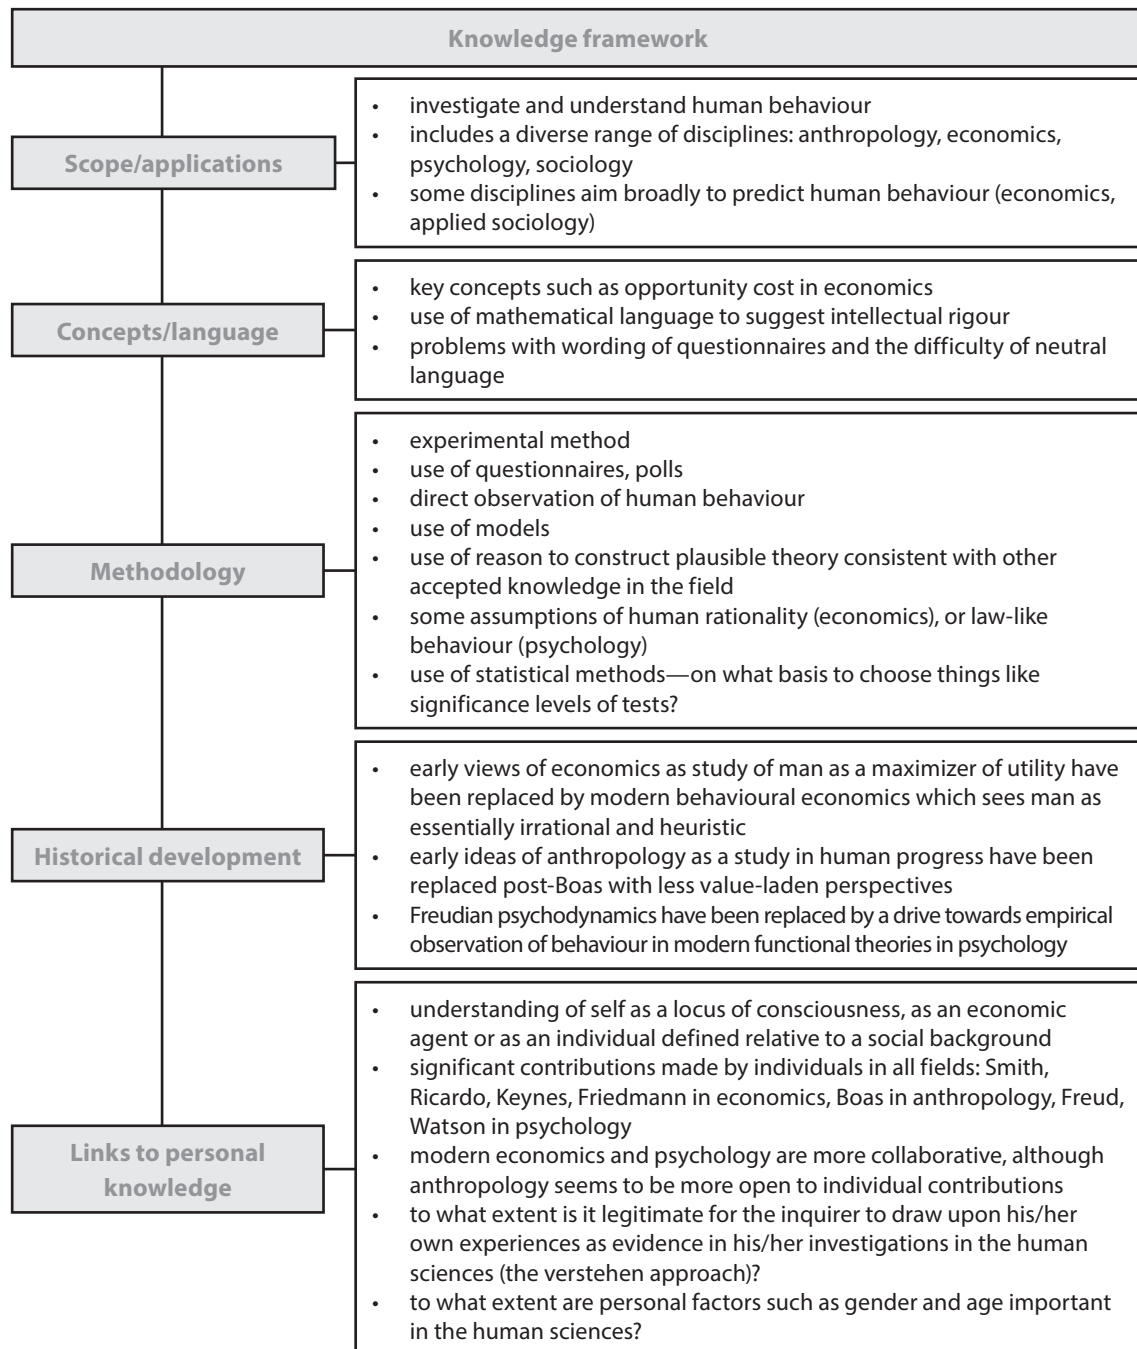 Knowledge framework
Scope/applications
• investigate and understand human behaviour
• includes a diverse range of disciplines: anthropology, economics,
psychology, sociology
• some disciplines aim broadly to predict human behaviour (economics,
applied sociology)
Concepts/language
• key concepts such as opportunity cost in economics
• use of mathematical language to suggest intellectual rigour
• problems with wording of questionnaires and the difficulty of neutral
language
Methodology
• experimental method
• use of questionnaires, polls
• direct observation of human behaviour
• use of models
• use of reason to construct plausible theory consistent with other
accepted knowledge in the field
• some assumptions of human rationality (economics), or law-like
behaviour (psychology)
• use of statistical methods—on what basis to choose things like
significance levels of tests?
Historical development
• early views of economics as study of man as a maximizer of utility have
been replaced by modern behavioural economics which sees man as
essentially irrational and heuristic
• early ideas of anthropology as a study in human progress have been
replaced post-Boas with less value-laden perspectives
• Freudian psychodynamics have been replaced by a drive towards empirical
observation of behaviour in modern functional theories in psychology
Links to personal
knowledge
• understanding of self as a locus of consciousness, as an economic
agent or as an individual defined relative to a social background
• significant contributions made by individuals in all fields: Smith,
Ricardo, Keynes, Friedmann in economics, Boas in anthropology, Freud,
Watson in psychology
• modern economics and psychology are more collaborative, although
anthropology seems to be more open to individual contributions
• to what extent is it legitimate for the inquirer to draw upon his/her
own experiences as evidence in his/her investigations in the human
sciences (the verstehen approach)?
• to what extent are personal factors such as gender and age important
in the human sciences?